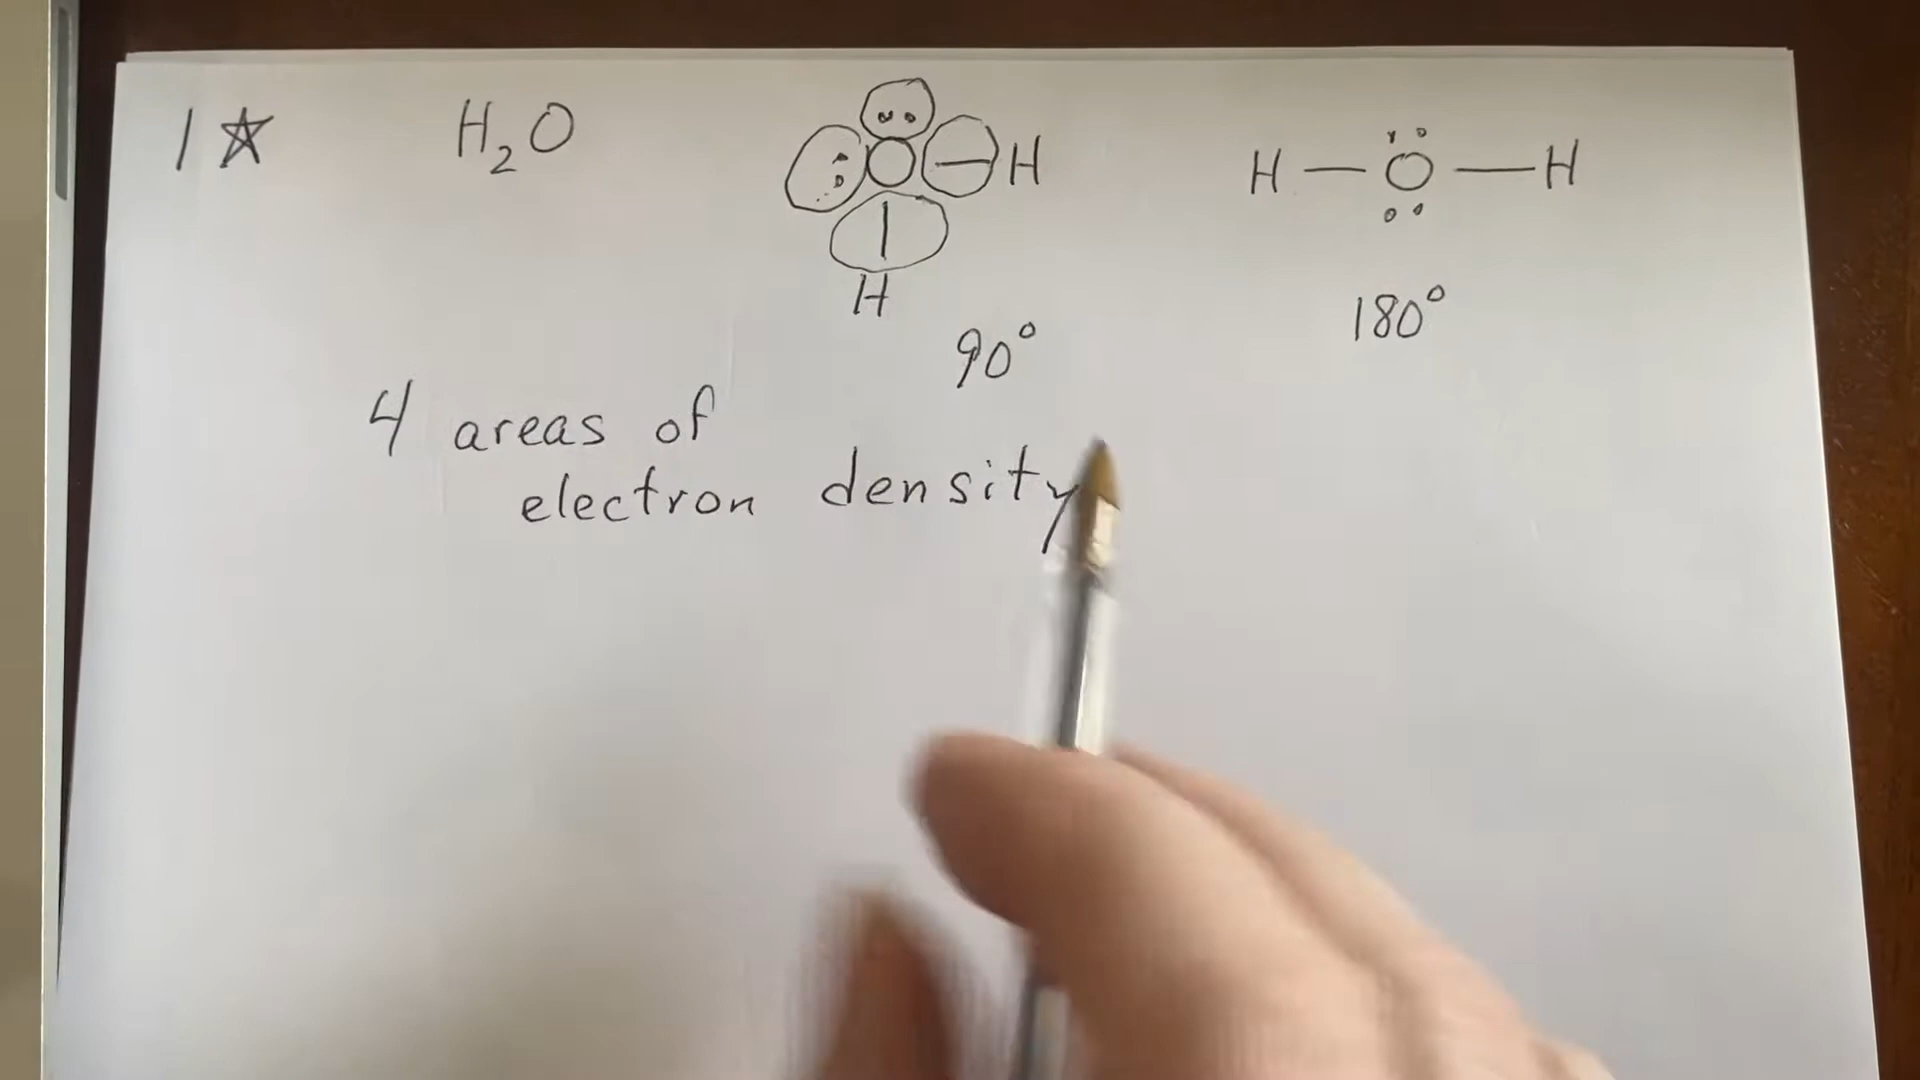 1☆ H₂O
O H
H
H — O — H
90°
180°
4 areas of
electron density